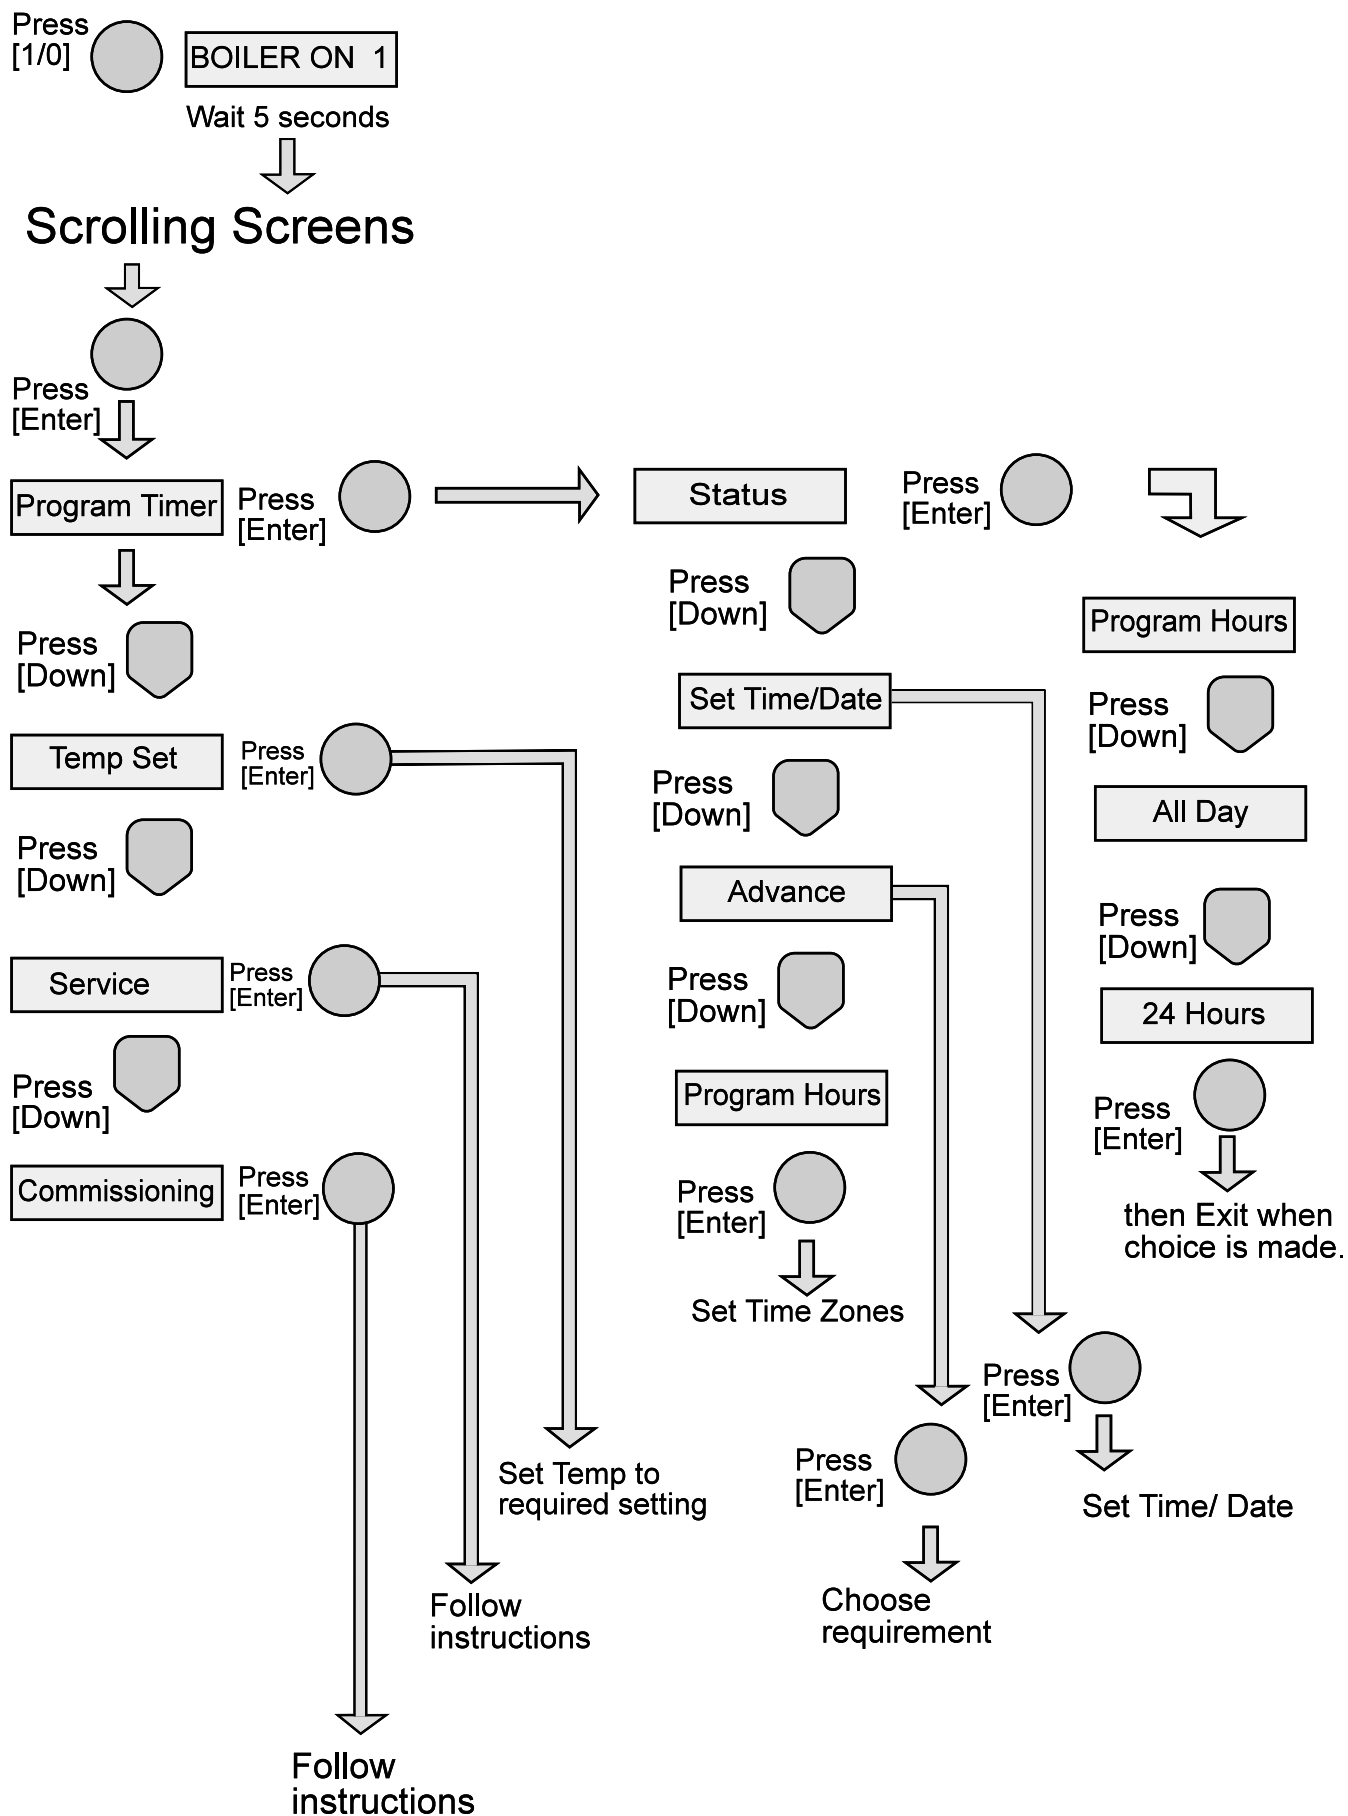 Press
[1/0]
BOILER ON 1
Wait 5 seconds
Scrolling Screens
Press
[Enter]
Program Timer
Press
[Enter]
Status
Press
[Enter]
Press
[Down]
Temp Set
Press
[Enter]
Press
[Down]
Service
Press
[Enter]
Press
[Down]
Commissioning
Press
[Enter]
Follow
instructions
Follow
instructions
Set Temp to
required setting
Press
[Down]
Set Time/Date
Press
[Down]
Advance
Press
[Down]
Program Hours
Press
[Enter]
Set Time Zones
Press
[Enter]
Choose
requirement
Press
[Enter]
Set Time/ Date
Program Hours
Press
[Down]
All Day
Press
[Down]
24 Hours
Press
[Enter]
then Exit when
choice is made.